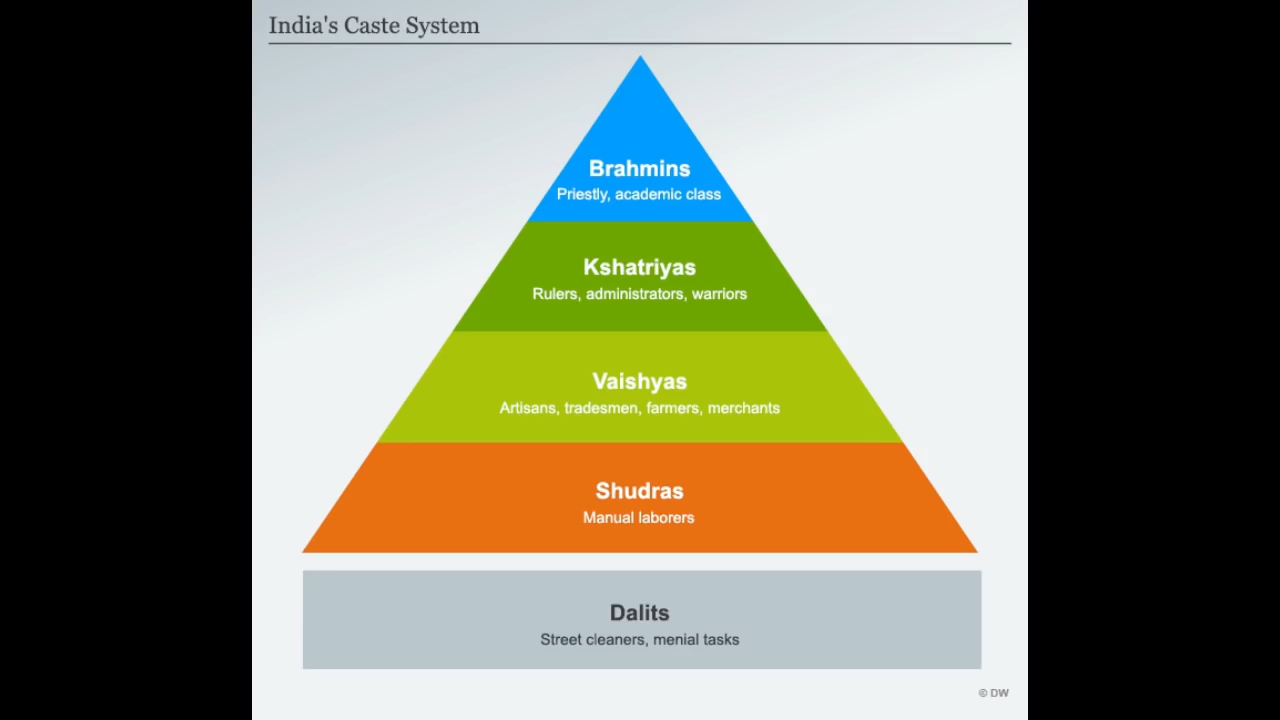 India's Caste System
Brahmins
Priestly, academic class
Kshatriyas
Rulers, administrators, warriors
Vaishyas
Artisans, tradesmen, farmers, merchants
Shudras
Manual laborers
Dalits
Street cleaners, menial tasks
© DW